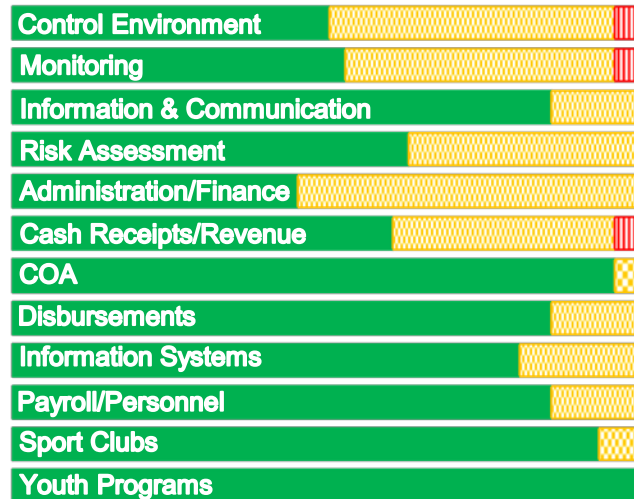 Control Environment
Monitoring
Information & Communication
Risk Assessment
Administration/Finance
Cash Receipts/Revenue
COA
Disbursements
Information Systems
Payroll/Personnel
Sport Clubs
Youth Programs